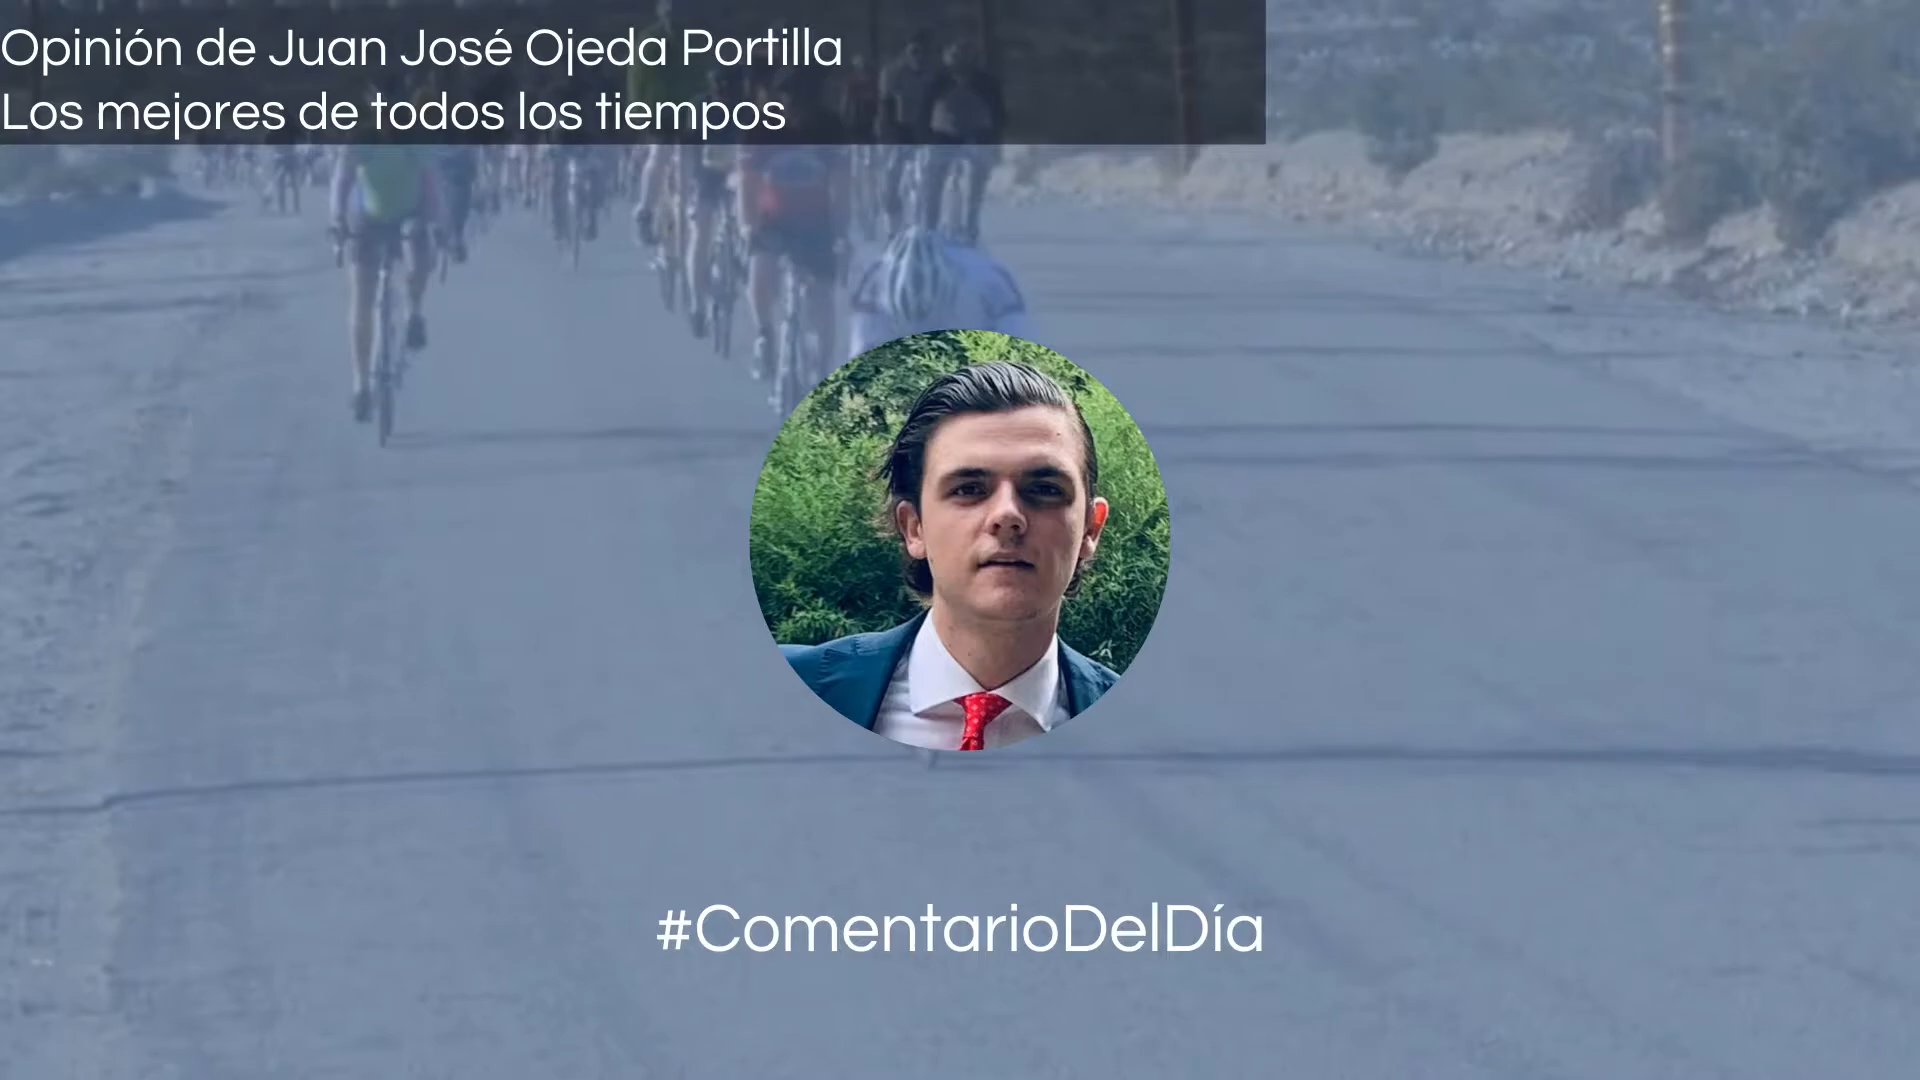 Opinión de Juan José Ojeda Portilla
Los mejores de todos los tiempos
#ComentarioDelDía